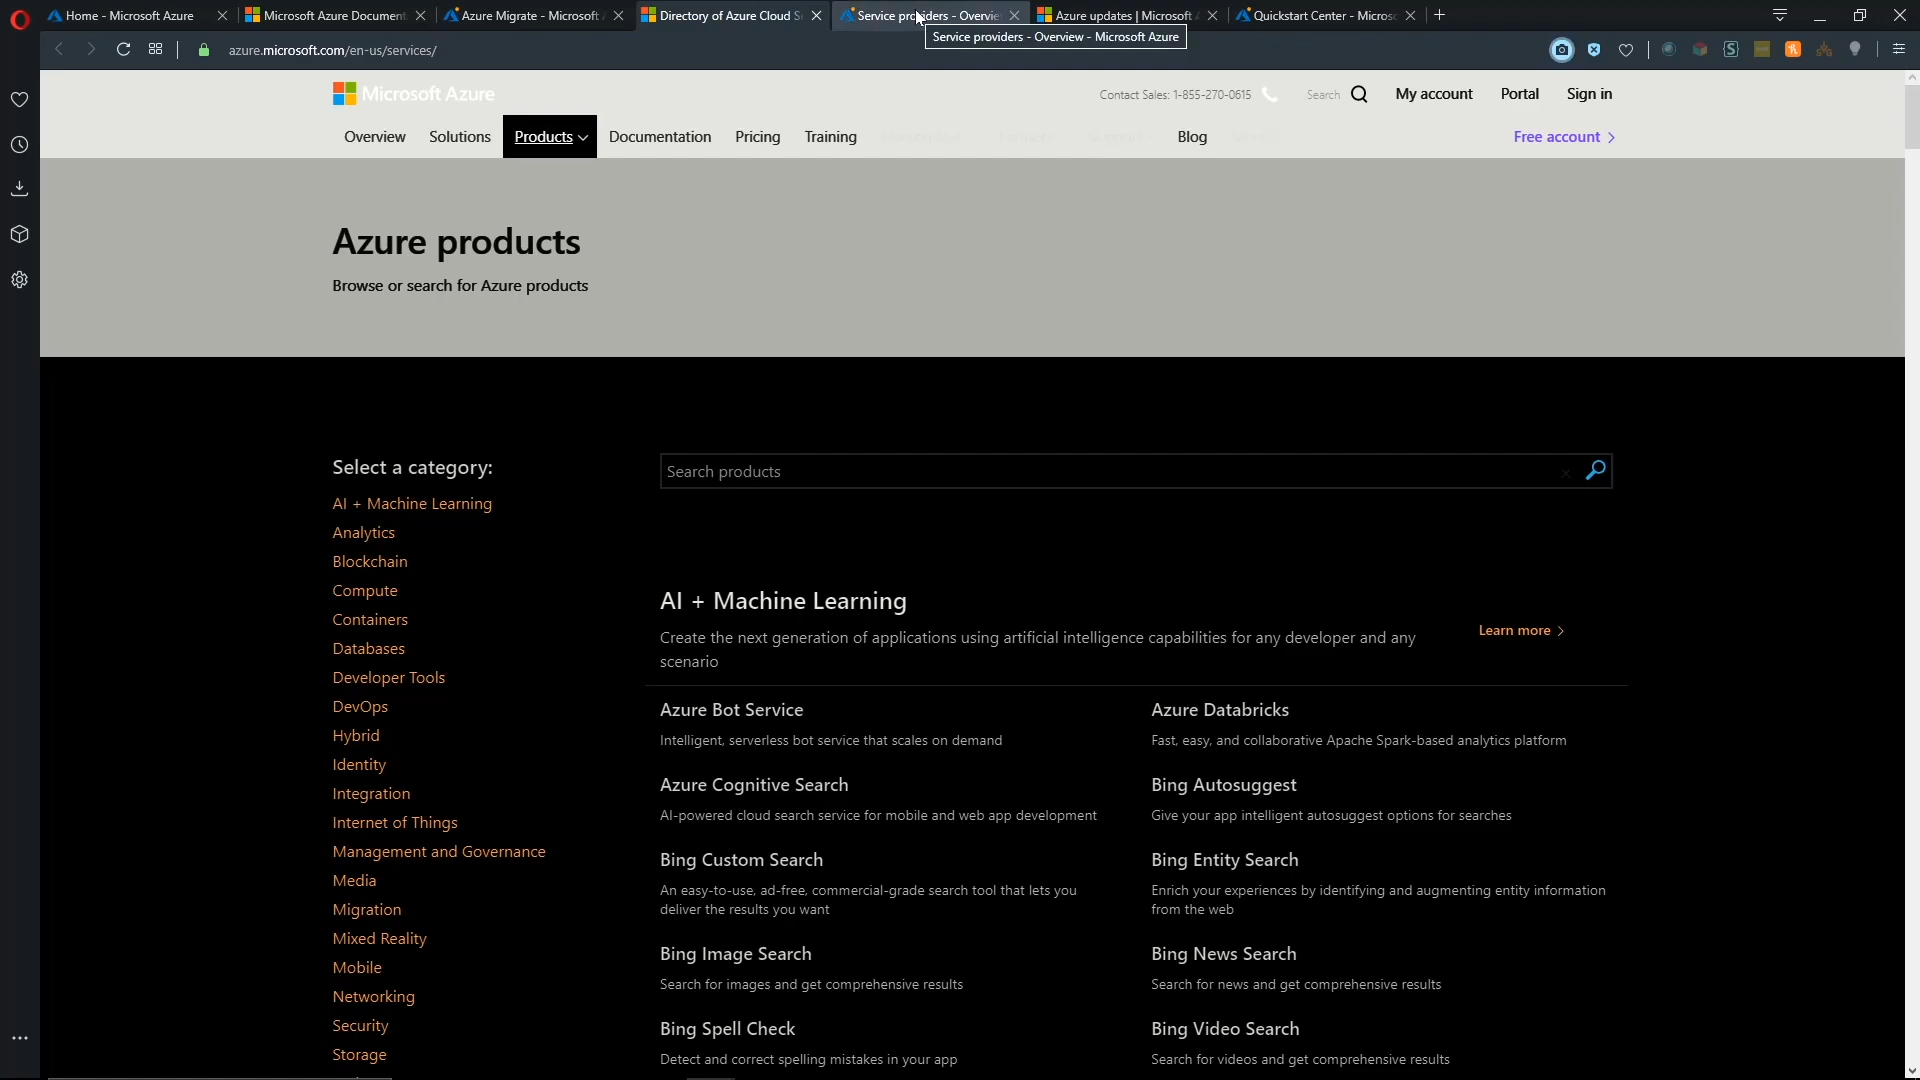 Home - Microsoft Azure
Microsoft Azure Document
Azure Migrate - Microsoft
Directory of Azure Cloud S
Service providers - Overvie
Azure updates | Microsoft
Quickstart Center - Micros
Service providers - Overview - Microsoft Azure
azure.microsoft.com/en-us/services/
Microsoft Azure
Contact Sales: 1-855-270-0615
Search
My account
Portal
Sign in
Overview
Solutions
Products
Documentation
Pricing
Training
Blog
Free account
Azure products
Browse or search for Azure products
Select a category:
AI + Machine Learning
Analytics
Blockchain
Compute
Containers
Databases
Developer Tools
DevOps
Hybrid
Identity
Integration
Internet of Things
Management and Governance
Media
Migration
Mixed Reality
Mobile
Networking
Security
Storage
Search products
AI + Machine Learning
Create the next generation of applications using artificial intelligence capabilities for any developer and any
scenario
Learn more
Azure Bot Service
Intelligent, serverless bot service that scales on demand
Azure Databricks
Fast, easy, and collaborative Apache Spark-based analytics platform
Azure Cognitive Search
AI-powered cloud search service for mobile and web app development
Bing Autosuggest
Give your app intelligent autosuggest options for searches
Bing Custom Search
An easy-to-use, ad-free, commercial-grade search tool that lets you
deliver the results you want
Bing Entity Search
Enrich your experiences by identifying and augmenting entity information
from the web
Bing Image Search
Search for images and get comprehensive results
Bing News Search
Search for news and get comprehensive results
Bing Spell Check
Detect and correct spelling mistakes in your app
Bing Video Search
Search for videos and get comprehensive results